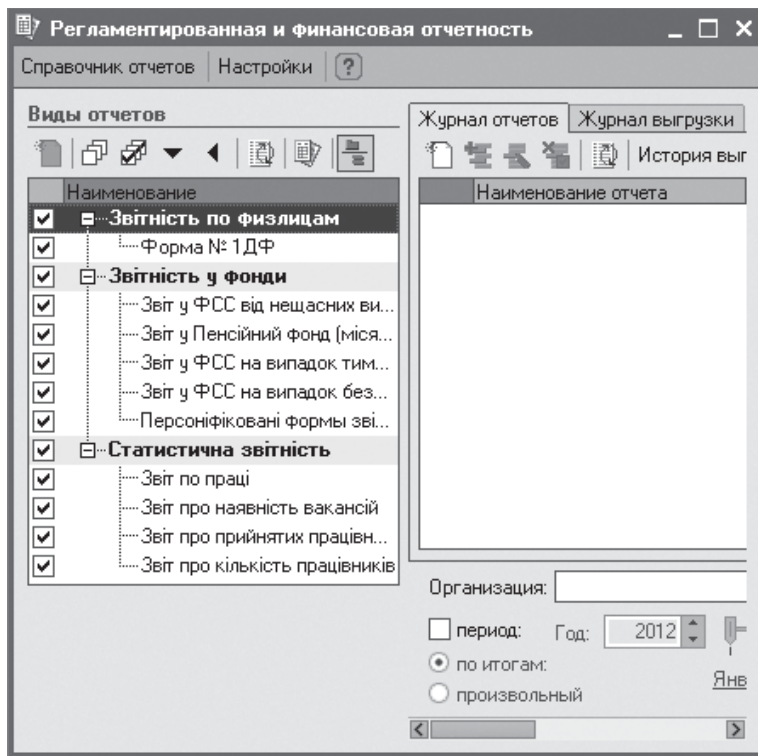 Регламентированная и финансовая отчетность
Справочник отчетов Настройки ?
Виды отчетов
Наименование
Звітність по физлицам
Форма № 1ДФ
Звітність у фонди
Звіт у ФСС від нещасних ви...
Звіт у Пенсійний фонд (міся...
Звіт у ФСС на випадок тим...
Звіт у ФСС на випадок без...
Персоніфіковані формы зві...
Статистична звітність
Звіт по праці
Звіт про наявність вакансій
Звіт про прийнятих працівн...
Звіт про кількість працівників
Журнал отчетов Журнал выгрузки
История выг
Наименование отчета
Организация:
период: Год: 2012
по итогам:
Янв
произвольный